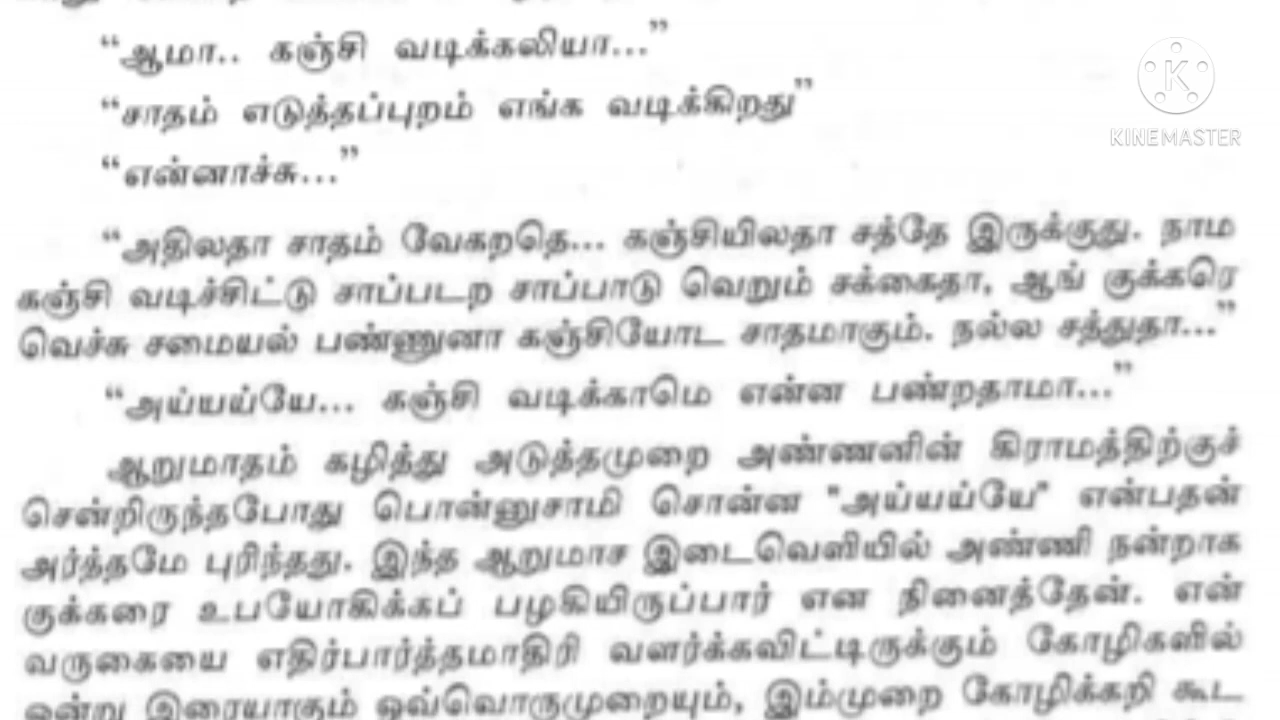 “ஆமா.. கஞ்சி வடிக்கலியா...”
“சாதம் எடுத்தப்புறம் எங்க வடிக்கிறது”
“என்னாச்சு...”
“அதிலதா சாதம் வேகறதெ... கஞ்சியிலதா சத்தே இருக்குது. நாம
கஞ்சி வடிச்சிட்டு சாப்படற சாப்பாடு வெறும் சக்கைதா, ஆங் குக்கரெ
வெச்சு சமையல் பண்ணுனா கஞ்சியோட சாதமாகும். நல்ல சத்துதா...”
“அய்யய்யே... கஞ்சி வடிக்காமெ என்ன பண்றதாமா...”
ஆறுமாதம் கழித்து அடுத்தமுறை அண்ணனின் கிராமத்திற்குச்
சென்றிருந்தபோது பொன்னுசாமி சொன்ன "அய்யய்யே" என்பதன்
அர்த்தமே புரிந்தது. இந்த ஆறுமாச இடைவெளியில் அண்ணி நன்றாக
குக்கரை உபயோகிக்கப் பழகியிருப்பார் என நினைத்தேன். என்
வருகையை எதிர்பார்த்தமாதிரி வளர்க்கவிட்டிருக்கும் கோழிகளில்
ஒன்று இரையாகும் ஒவ்வொருமுறையும், இம்முறை கோழிக்கறி கூட
KINEMASTER